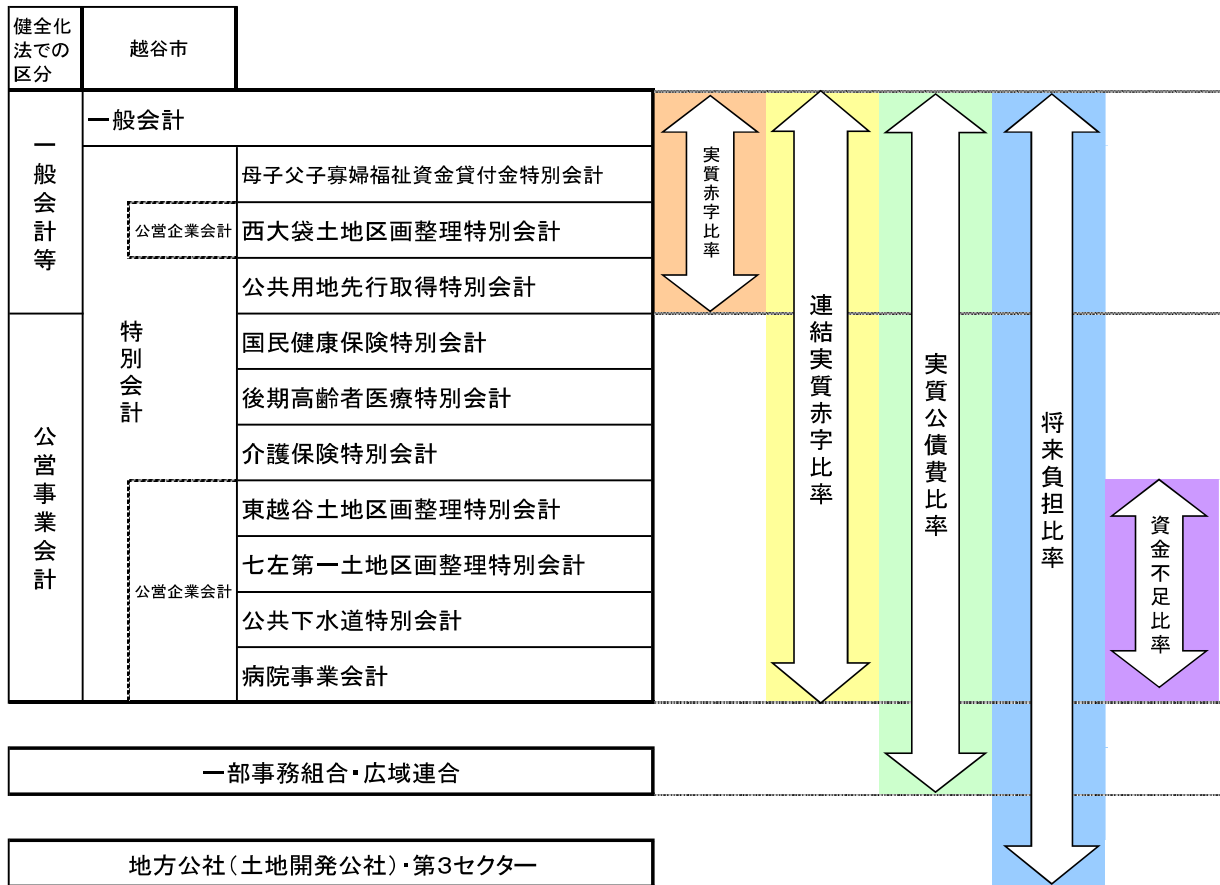 健全化
法での
区分
越谷市
一般会計等
一般会計
母子父子寡婦福祉資金貸付金特別会計
公営企業会計
西大袋土地区画整理特別会計
公共用地先行取得特別会計
特別会計
公営事業会計
国民健康保険特別会計
後期高齢者医療特別会計
介護保険特別会計
公営企業会計
東越谷土地区画整理特別会計
七左第一土地区画整理特別会計
公共下水道特別会計
病院事業会計
実質赤字比率
連結実質赤字比率
実質公債費比率
将来負担比率
資金不足比率
一部事務組合・広域連合
地方公社(土地開発公社)・第3セクター